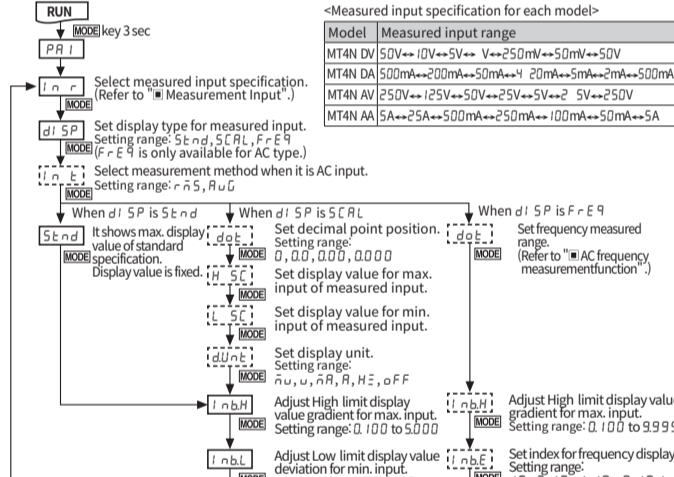 RUN
MODE key 3 sec
PA1
In r
MODE
Select measured input specification.
(Refer to "■ Measurement Input".)
dISP
MODE
Set display type for measured input.
Setting range: Stnd, SCAL, FrEq
(FrEq is only available for AC type.)
In t
MODE
Select measurement method when it is AC input.
Setting range: rms, AuG
<Measured input specification for each model>
Model Measured input range
MT4N DV 50V↔10V↔5V↔ V↔250mV↔50mV↔50V
MT4N DA 500mA↔200mA↔50mA↔4 20mA↔5mA↔2mA↔500mA
MT4N AV 250V↔125V↔50V↔25V↔5V↔2 5V↔250V
MT4N AA 5A↔25A↔500mA↔250mA↔100mA↔50mA↔5A
When dISP is Stnd
Stnd
MODE
It shows max. display
value of standard
specification.
Display value is fixed.
When dISP is SCAL
dot
MODE
Set decimal point position.
Setting range:
0, 0.0, 0.00, 0.000
H SC
MODE
Set display value for max.
input of measured input.
L SC
MODE
Set display value for min.
input of measured input.
d.Unt
MODE
Set display unit.
Setting range:
mu, u, mA, A, HZ, oFF
Inb.H
MODE
Adjust High limit display
value gradient for max. input.
Setting range: 0.100 to 5.000
Inb.L
MODE
Adjust Low limit display value
deviation for min. input.
When dISP is FrEq
dot
MODE
Set frequency measured
range.
(Refer to "■ AC frequency
measurementfunction".)
Inb.H
MODE
Adjust High limit display valu
gradient for max. input.
Setting range: 0.100 to 9.999
Inb.E
MODE
Set index for frequency display
Setting range: